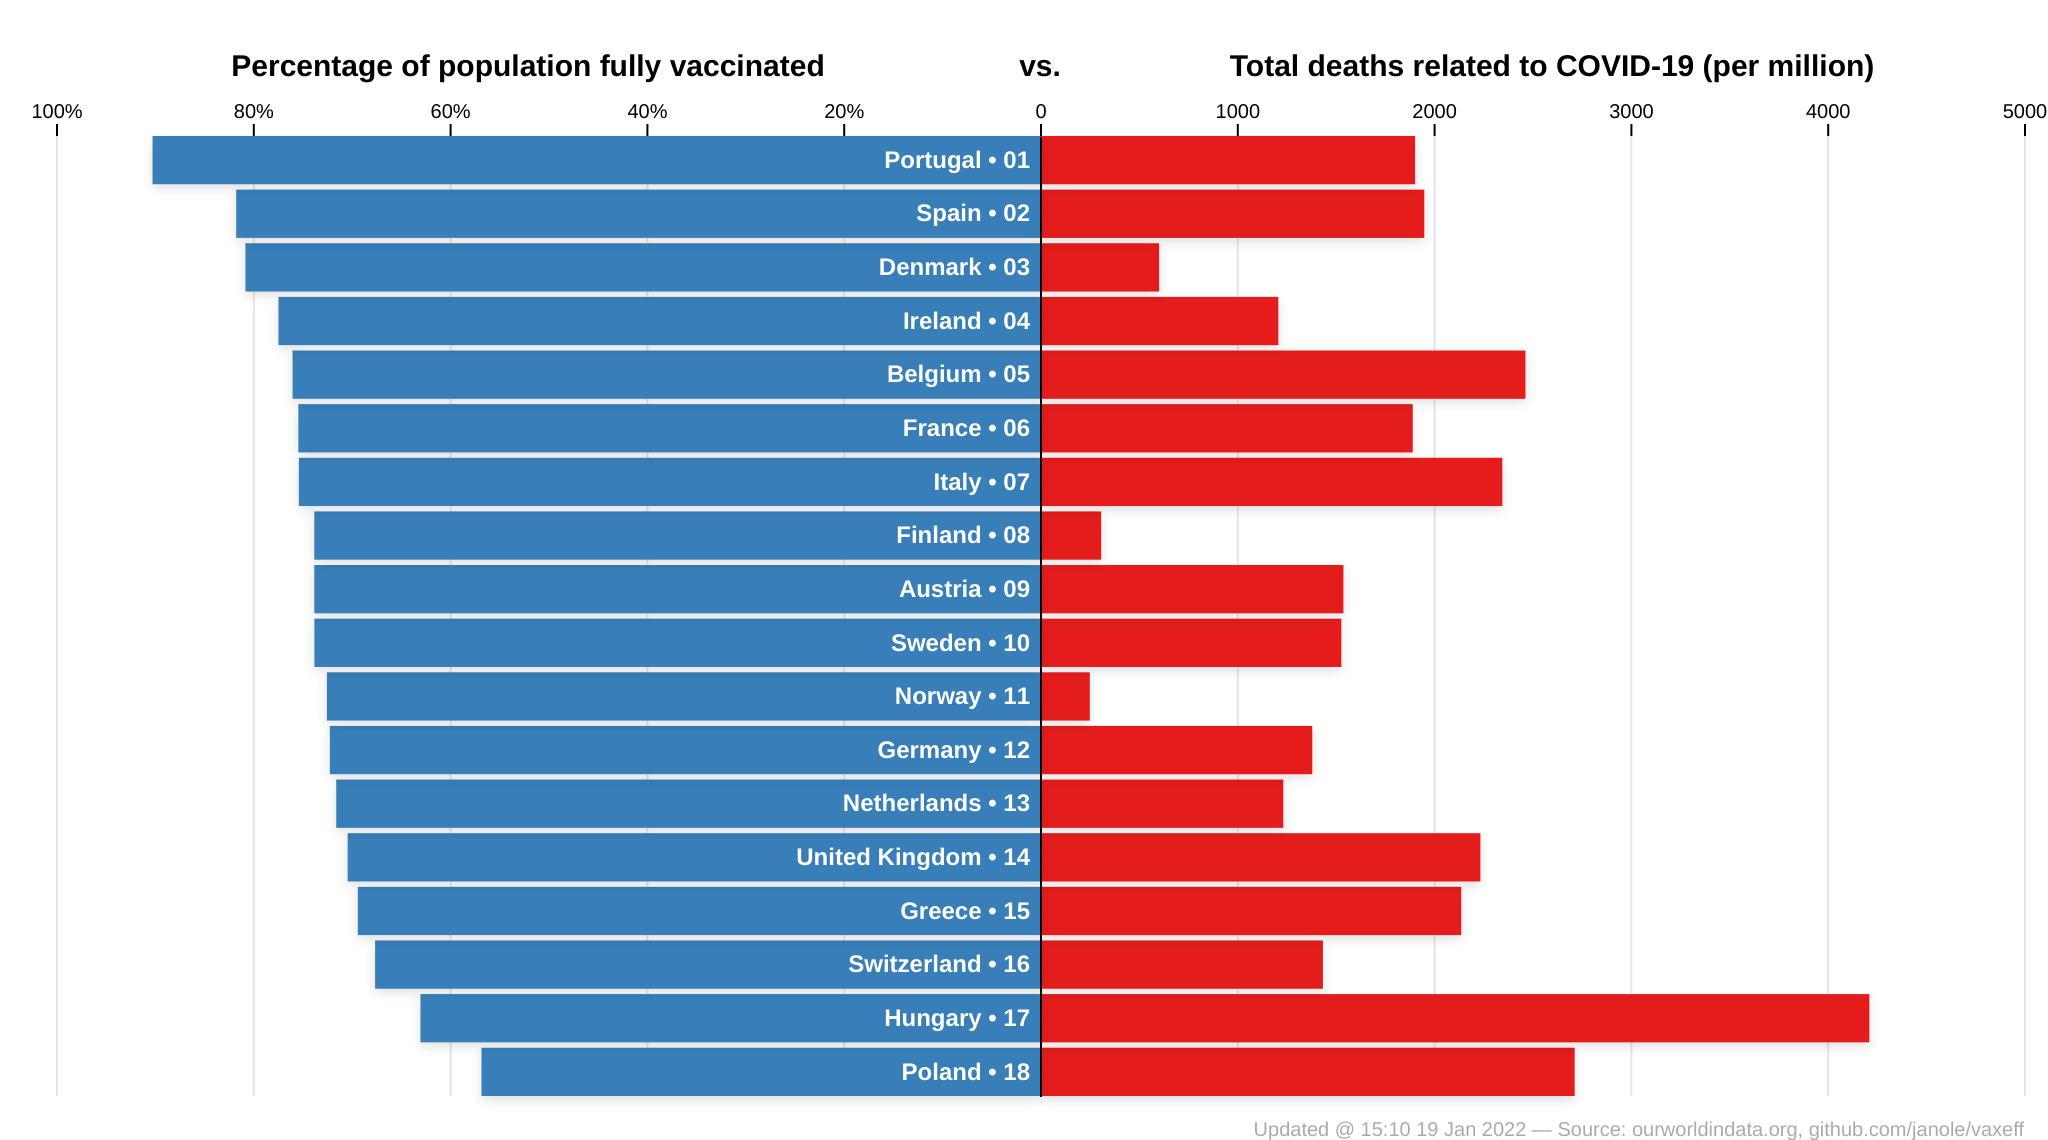 Percentage of population fully vaccinated vs. Total deaths related to COVID-19 (per million)
100% 80% 60% 40% 20% 0 1000 2000 3000 4000 5000
Portugal • 01
Spain • 02
Denmark • 03
Ireland • 04
Belgium • 05
France • 06
Italy • 07
Finland • 08
Austria • 09
Sweden • 10
Norway • 11
Germany • 12
Netherlands • 13
United Kingdom • 14
Greece • 15
Switzerland • 16
Hungary • 17
Poland • 18
Updated @ 15:10 19 Jan 2022 — Source: ourworldindata.org, github.com/janole/vaxeff